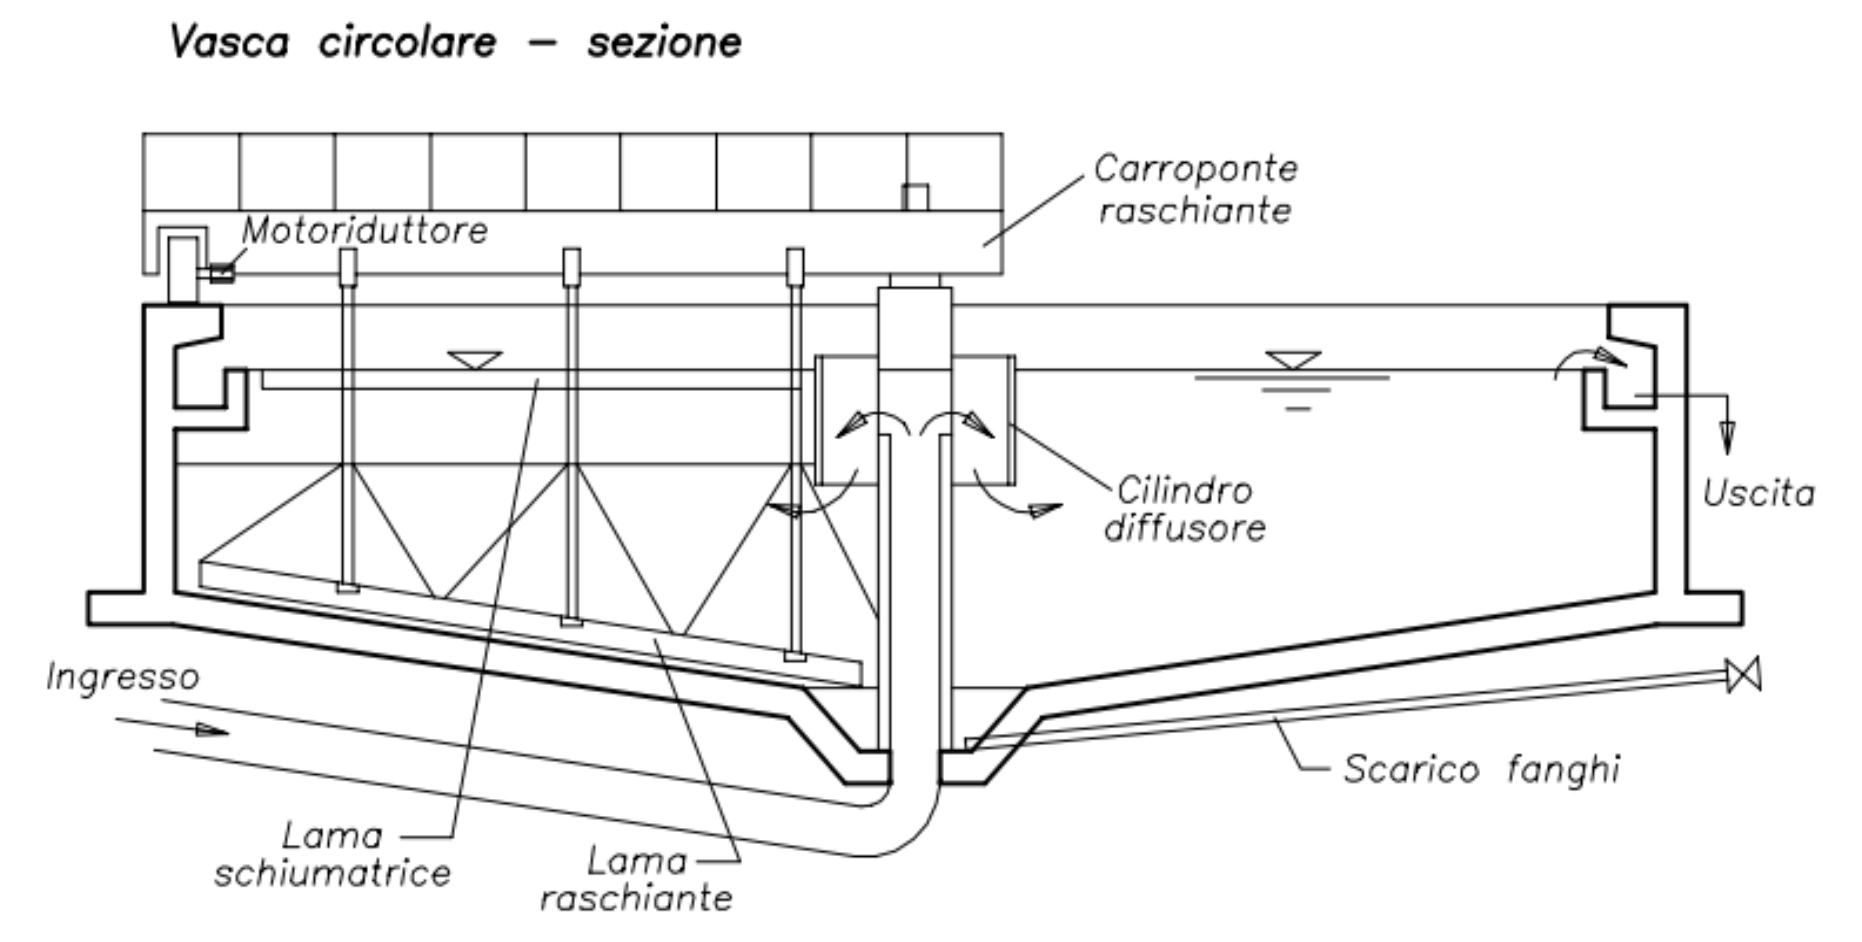 Vasca circolare – sezione
Carroponte
raschiante
Motoriduttore
Cilindro
diffusore
Uscita
Ingresso
Scarico fanghi
Lama
schiumatrice
Lama
raschiante